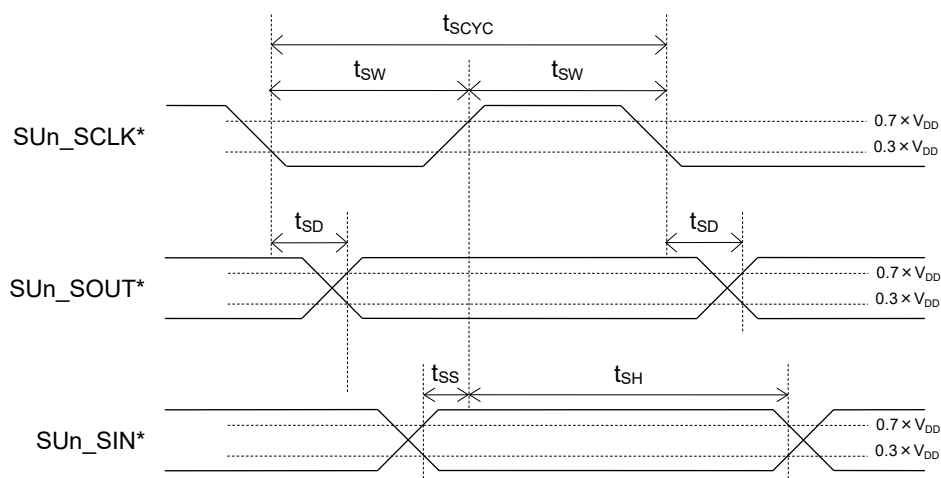 tSCYC
tSW tSW
SUn_SCLK*
0.7 × VDD
0.3 × VDD
tSD tSD
SUn_SOUT*
0.7 × VDD
0.3 × VDD
tSS tSH
SUn_SIN*
0.7 × VDD
0.3 × VDD